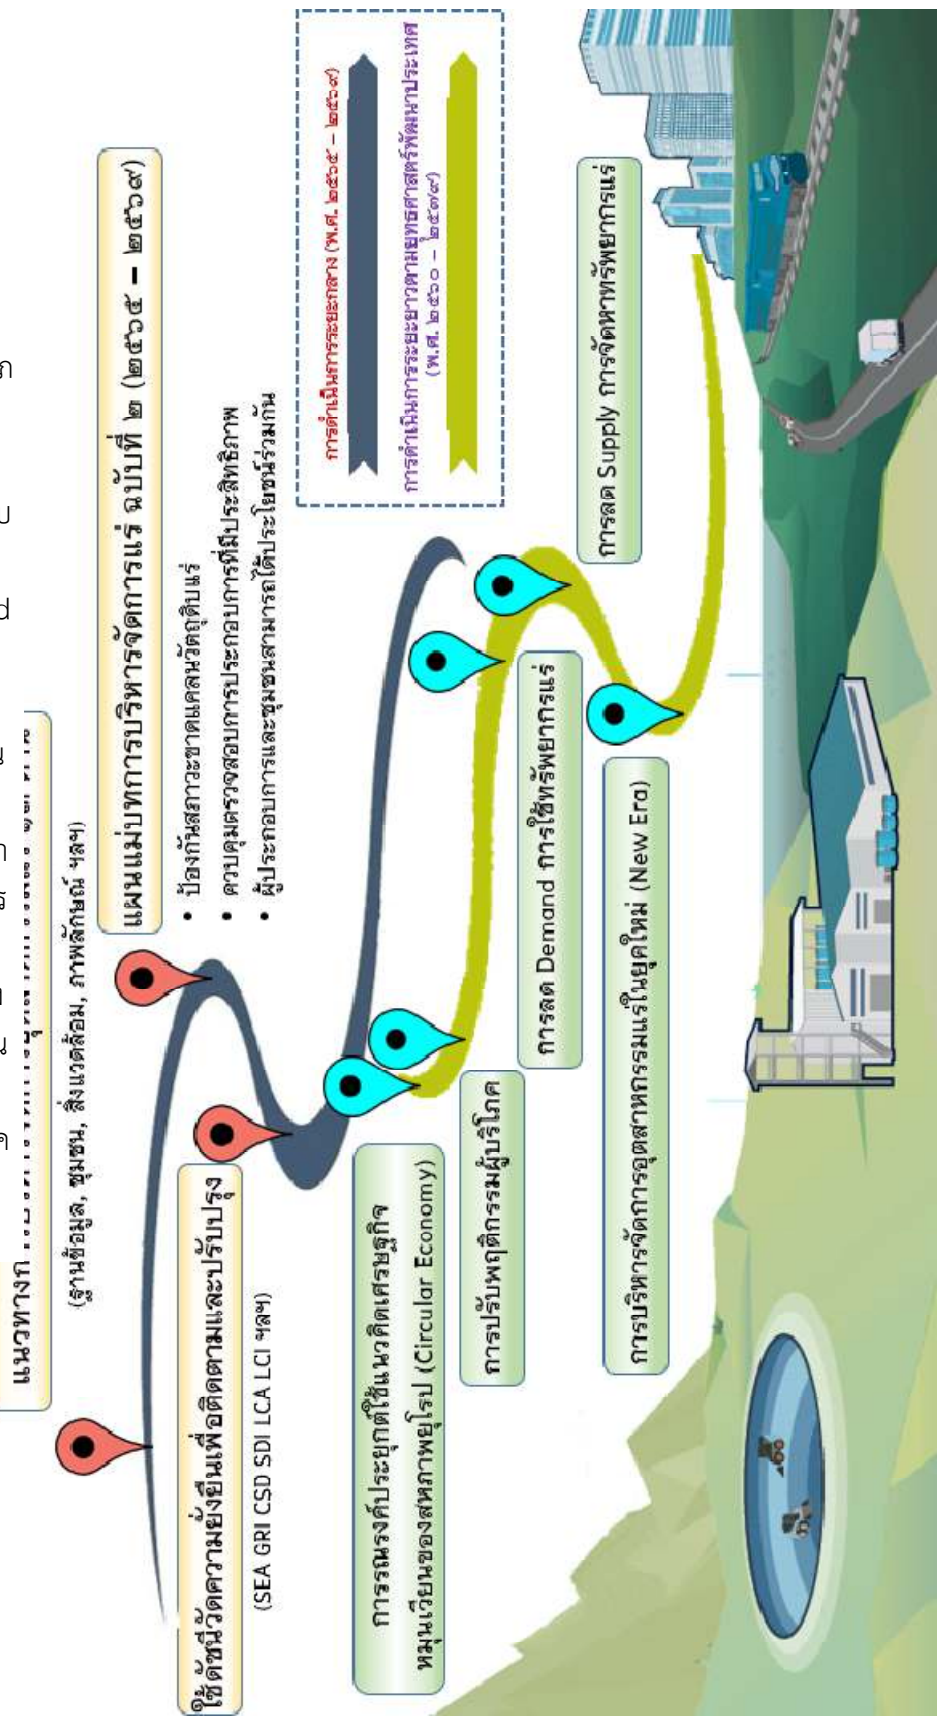 แนวทางก
(ฐานข้อมูล, ชุมชน, สิ่งแวดล้อม, ภาพลักษณ์ ฯลฯ)
แผนแม่บทการบริหารจัดการแร่ ฉบับที่ ๒ (๒๕๖๕ – ๒๕๖๙)
• ป้องกันสภาวะขาดแคลนวัตถุดิบแร่
• ควบคุมตรวจสอบการประกอบการที่มีประสิทธิภาพ
• ผู้ประกอบการและชุมชนสามารถได้ประโยชน์ร่วมกัน
ใช้ดัชนีวัดความยั่งยืนเพื่อติดตามและปรับปรุง
(SEA GRI CSD SDI LCA LCI ฯลฯ)
การดำเนินการระยะกลาง (พ.ศ. ๒๕๖๕ – ๒๕๖๙)
การดำเนินการระยะยาวตามยุทธศาสตร์พัฒนาประเทศ
(พ.ศ. ๒๕๖๐ – ๒๕๗๙)
การรณรงค์ประยุกต์ใช้แนวคิดเศรษฐกิจ
หมุนเวียนของสหภาพยุโรป (Circular Economy)
การปรับพฤติกรรมผู้บริโภค
การลด Demand การใช้ทรัพยากรแร่
การลด Supply การจัดหาทรัพยากรแร่
การบริหารจัดการอุตสาหกรรมแร่ในยุคใหม่ (New Era)